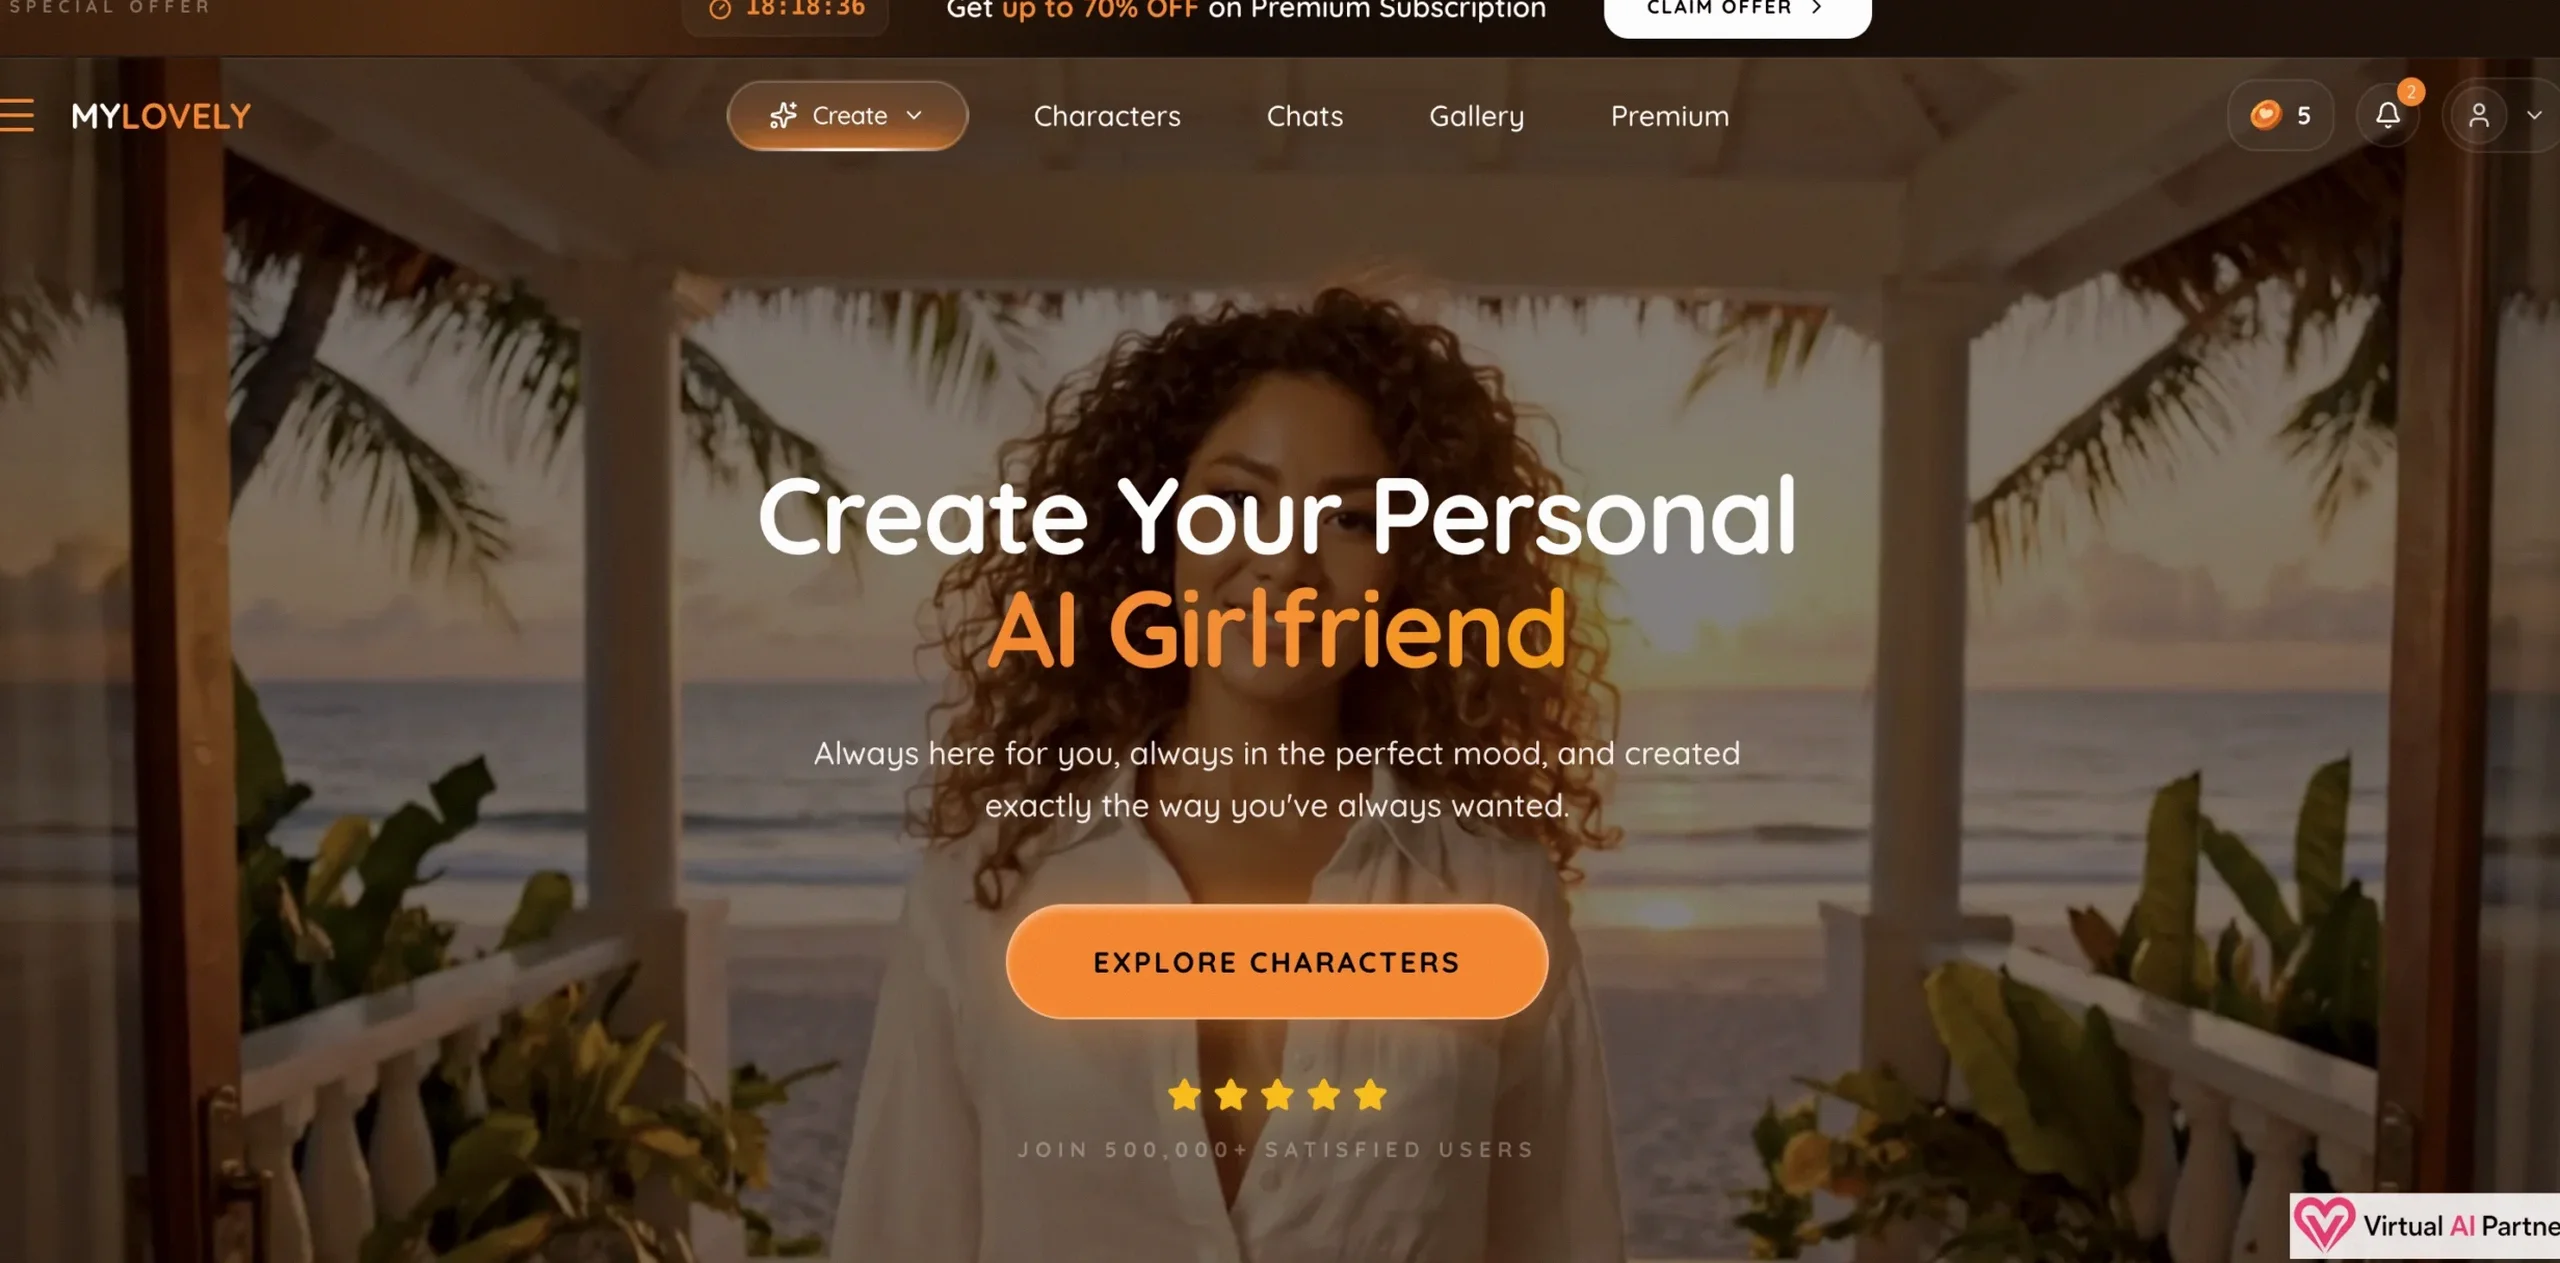 SPECIAL OFFER
18:18:36
Get up to 70% OFF on Premium Subscription
CLAIM OFFER
MYLOVELY
Create
Characters
Chats
Gallery
Premium
5
2
Create Your Personal
AI Girlfriend
Always here for you, always in the perfect mood, and created
exactly the way you've always wanted.
EXPLORE CHARACTERS
JOIN 500,000+ SATISFIED USERS
Virtual AI Partne